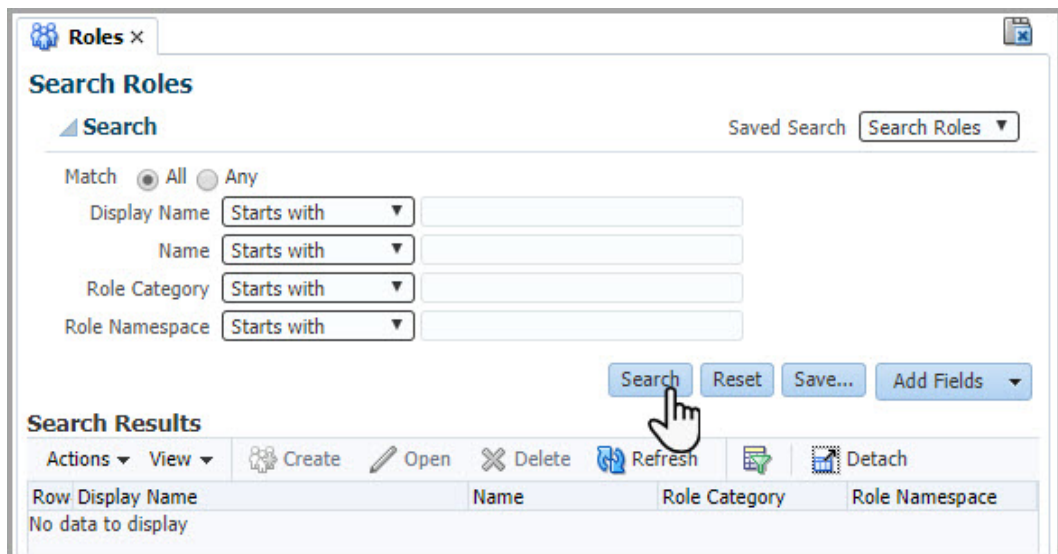 Roles ×
Search Roles
Search Saved Search Search Roles
Match All Any
Display Name Starts with
Name Starts with
Role Category Starts with
Role Namespace Starts with
Search Reset Save... Add Fields
Search Results
Actions View Create Open Delete Refresh Detach
Row Display Name Name Role Category Role Namespace
No data to display